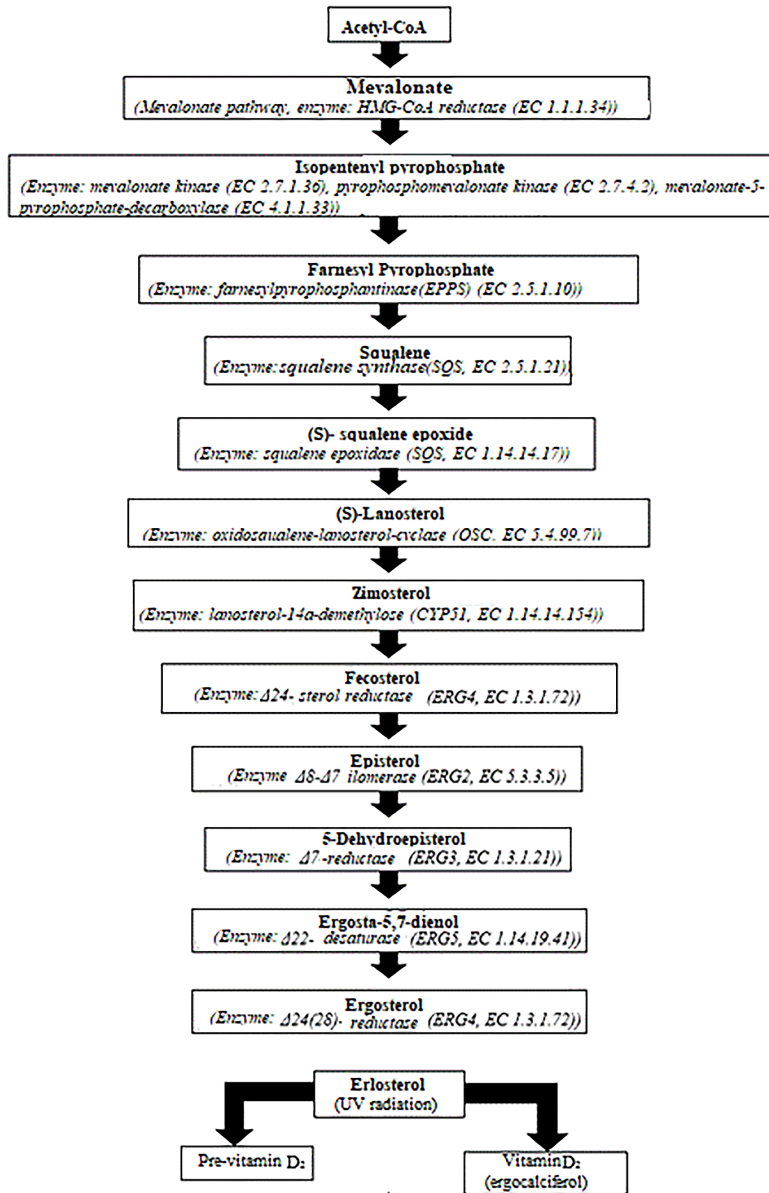 Acetyl-CoA
Mevalonate
(Mevalonate pathway, enzyme: HMG-CoA reductase (EC 1.1.1.34))
Isopentenyl pyrophosphate
(Enzyme: mevalonate kinase (EC 2.7.1.36), pyrophosphomevalonate kinase (EC 2.7.4.2), mevalonate-5-
pyrophosphate-decarboxylase (EC 4.1.1.33))
Farnesyl Pyrophosphate
(Enzyme: farnesylpyrophosphantinase(EPPS) (EC 2.5.1.10))
Squalene
(Enzyme:squalene synthase(SQS, EC 2.5.1.21))
(S)- squalene epoxide
(Enzyme: squalene epoxidase (SQS, EC 1.14.14.17))
(S)-Lanosterol
(Enzyme: oxidosaualene-lanosterol-cyclase (OSC. EC 5.4.99.7))
Zimosterol
(Enzyme: lanosterol-14a-demethylose (CYP51, EC 1.14.14.154))
Fecosterol
(Enzyme: Δ24- sterol reductase (ERG4, EC 1.3.1.72))
Episterol
(Enzyme Δ8-Δ7 ilomerase (ERG2, EC 5.3.3.5))
5-Dehydroepisterol
(Enzyme: Δ7-reductase (ERG3, EC 1.3.1.21))
Ergosta-5,7-dienol
(Enzyme: Δ22- desaturase (ERG5, EC 1.14.19.41))
Ergosterol
(Enzyme: Δ24(28)- reductase (ERG4, EC 1.3.1.72))
Erlosterol
(UV radiation)
Pre-vitamin D₂
Vitamin D₂
(ergocalciferol)